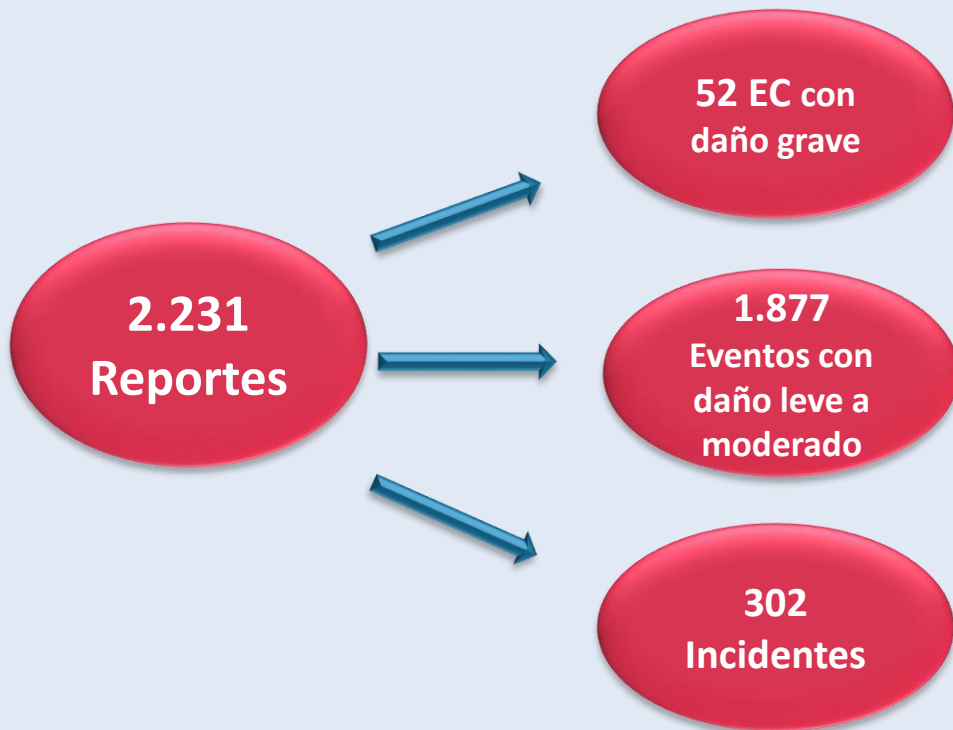 2.231
Reportes
52 EC con
daño grave
1.877
Eventos con
daño leve a
moderado
302
Incidentes